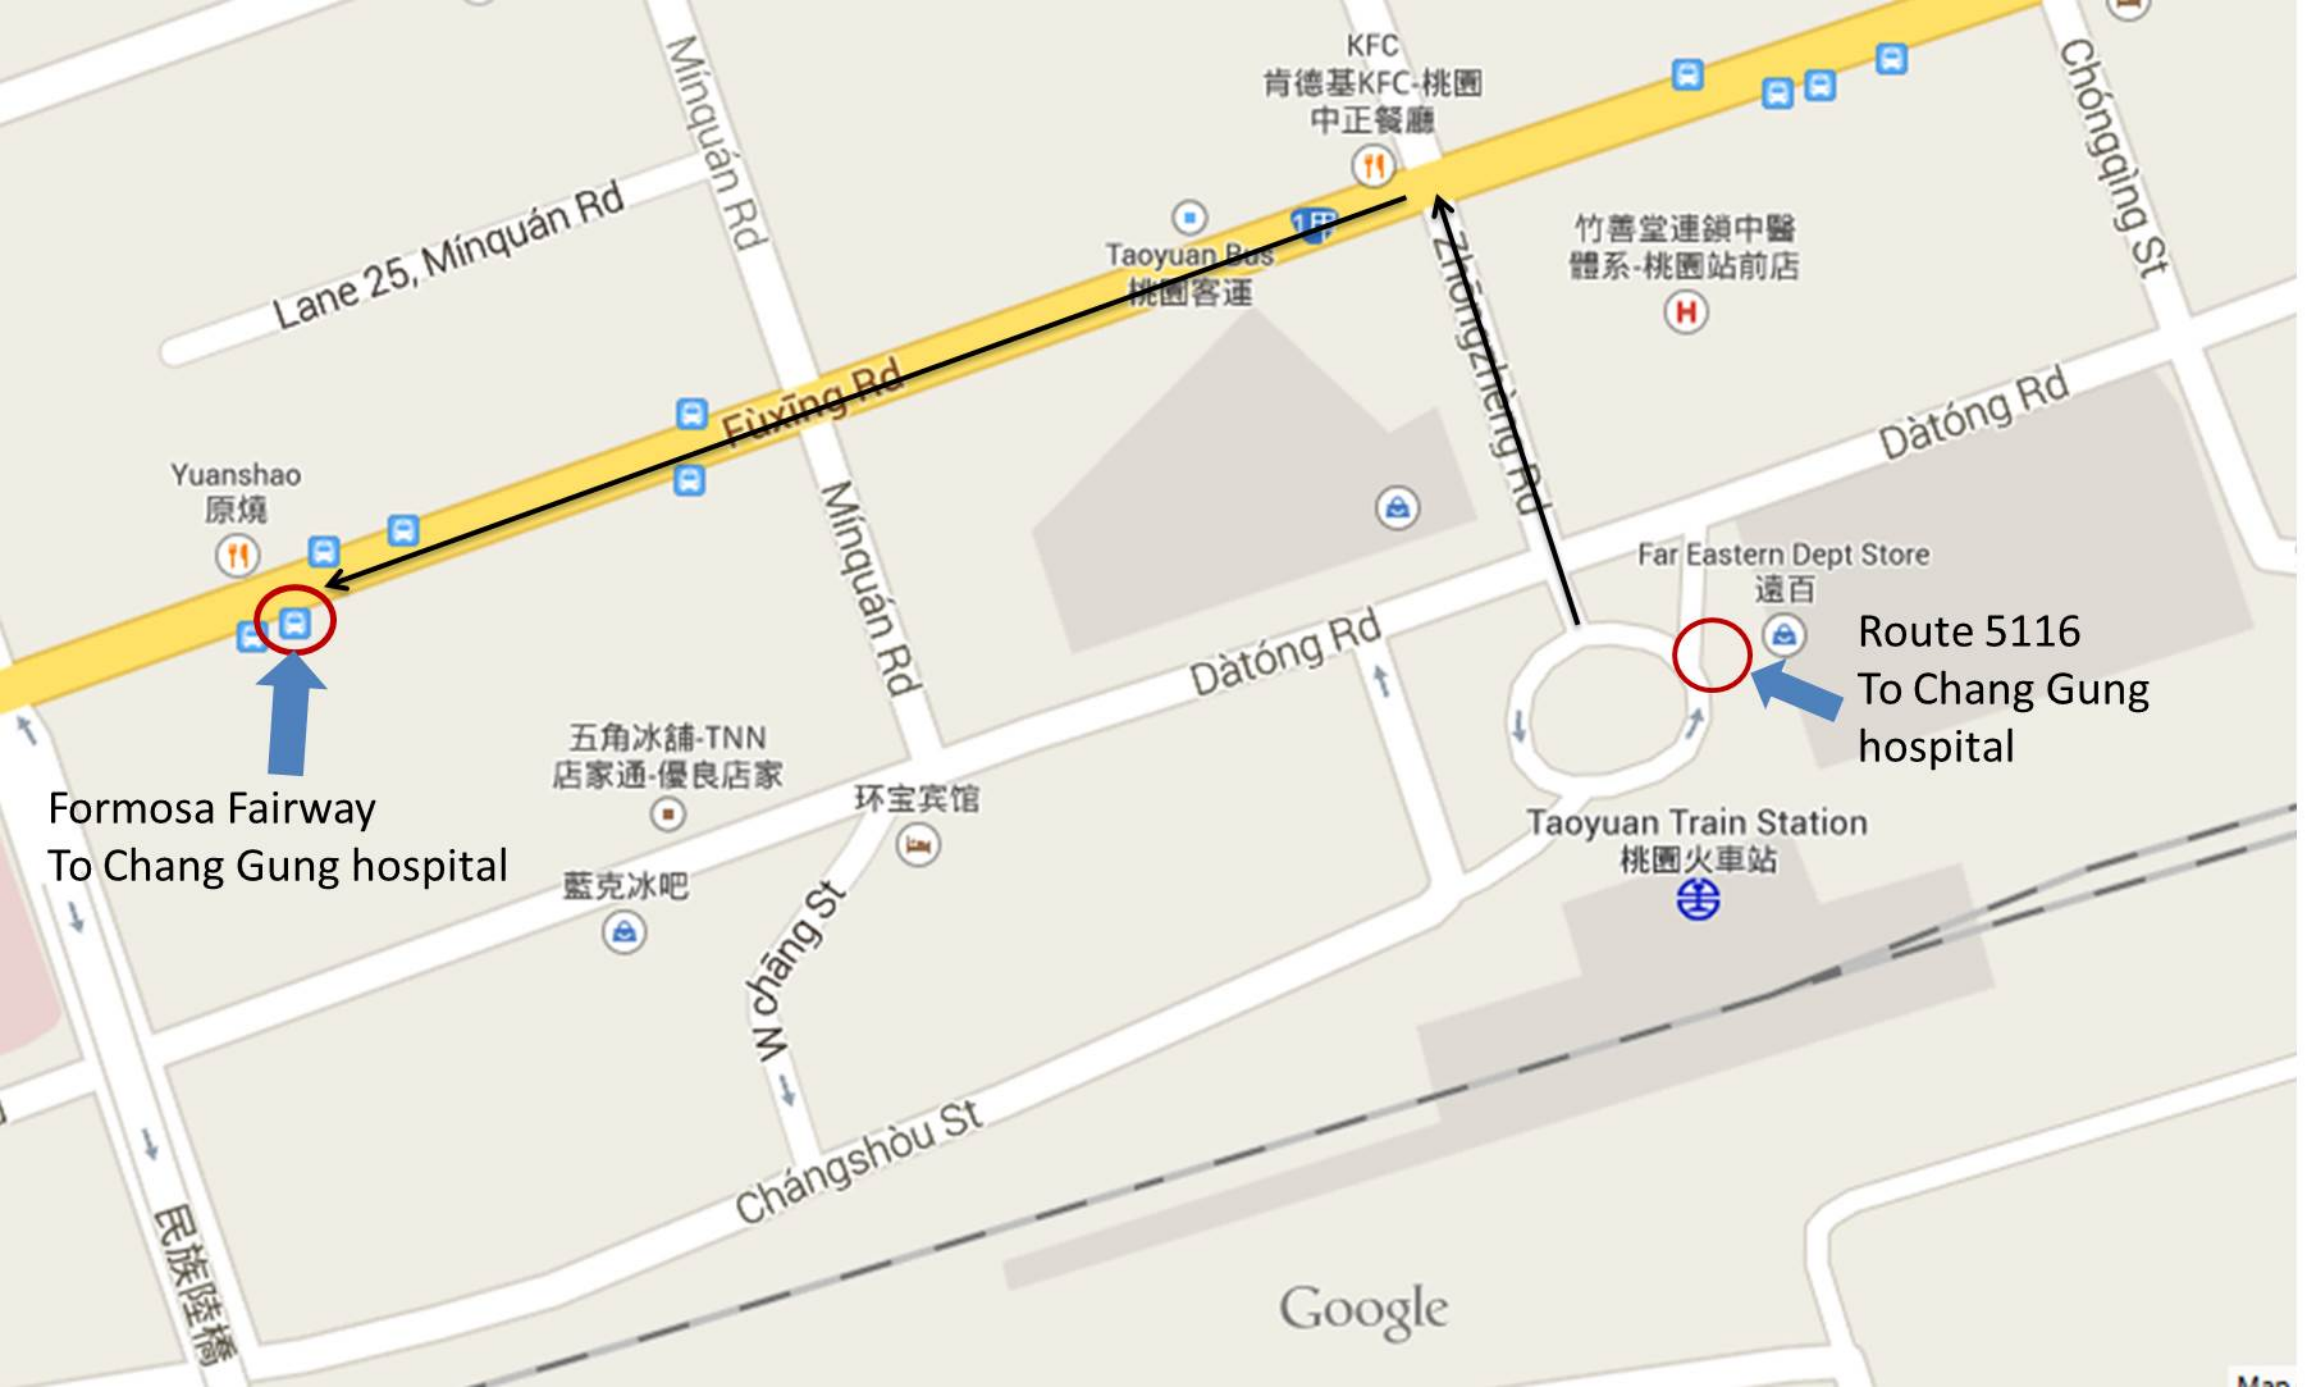 KFC
肯德基KFC-桃園
中正餐廳
Mínquán Rd
Chóngqìng St
Lane 25, Mínquán Rd
Taoyuan Bus
桃園客運
1甲
竹善堂連鎖中醫
體系-桃園站前店
H
Zhōngzhèng Rd
Fùxīng Rd
Dàtóng Rd
Yuanshao
原燒
Mínquán Rd
Far Eastern Dept Store
遠百
Route 5116
To Chang Gung
hospital
Dàtóng Rd
五角冰舖-TNN
店家通-優良店家
环宝宾馆
Formosa Fairway
To Chang Gung hospital
Taoyuan Train Station
桃園火車站
藍克冰吧
W chāng St
Chángshòu St
民族陸橋
Google
Map